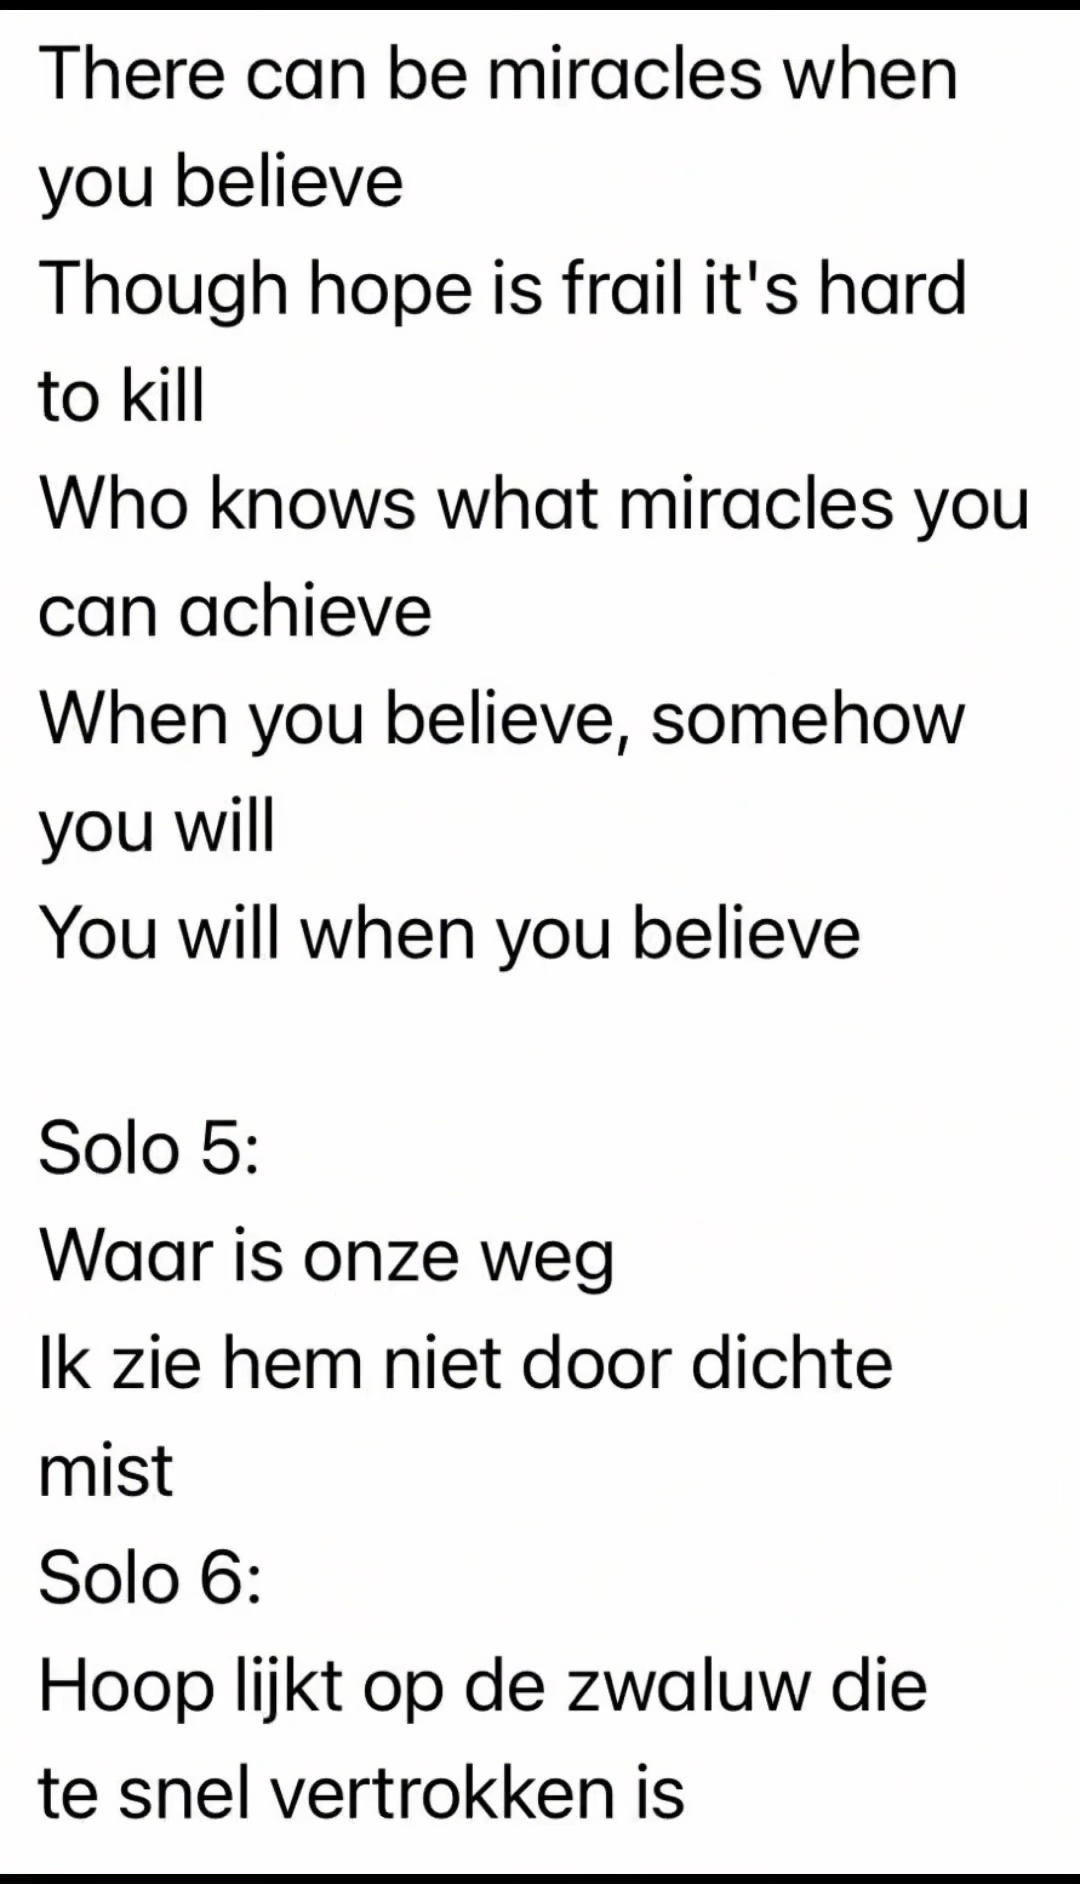 There can be miracles when
you believe
Though hope is frail it's hard
to kill
Who knows what miracles you
can achieve
When you believe, somehow
you will
You will when you believe

Solo 5:
Waar is onze weg
Ik zie hem niet door dichte
mist
Solo 6:
Hoop lijkt op de zwaluw die
te snel vertrokken is